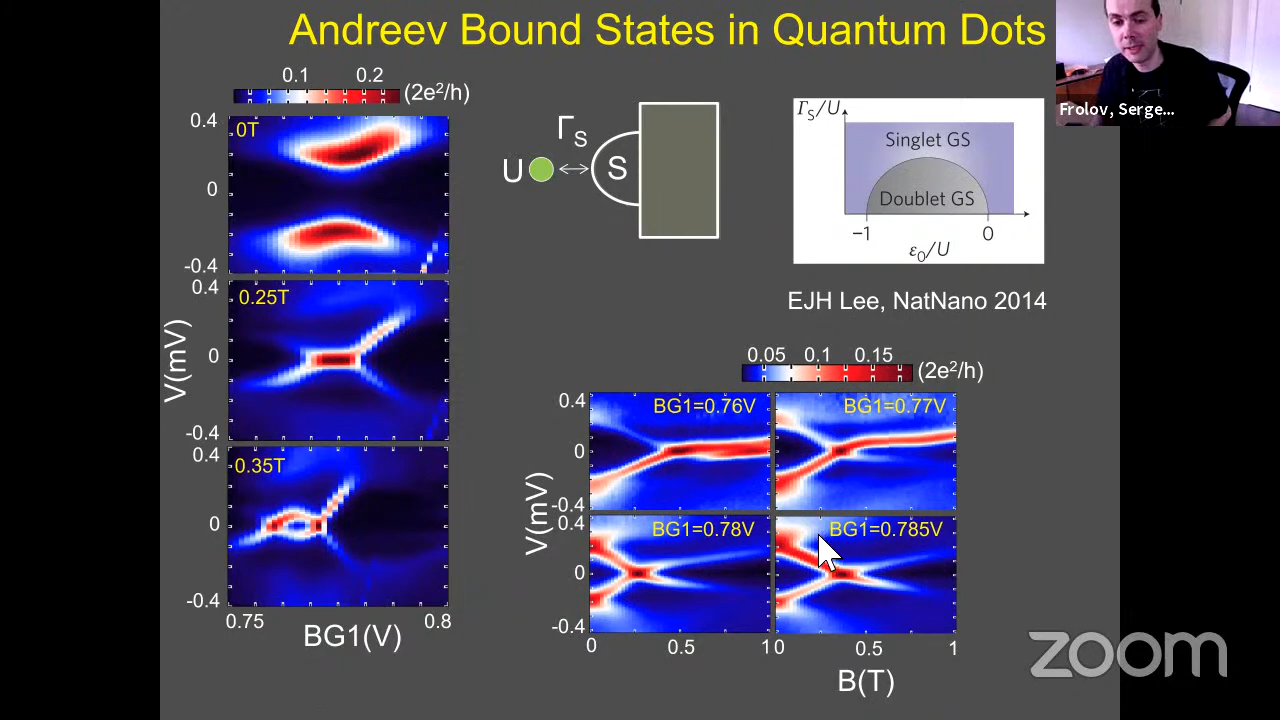 Andreev Bound States in Quantum Dots
Frolov, Serge...
0.1 0.2
(2e²/h)
0.4
0T
0
-0.4
0.4
0.25T
0
-0.4
0.4
0.35T
0
-0.4
V(mV)
0.75 0.8
BG1(V)
Γ_S
U
S
Γ_S/U
Singlet GS
Doublet GS
−1 0
ε₀/U
EJH Lee, NatNano 2014
0.05 0.1 0.15
(2e²/h)
0.4
BG1=0.76V BG1=0.77V
0
-0.4
0.4
BG1=0.78V BG1=0.785V
0
-0.4
V(mV)
0 0.5 1 0 0.5 1
B(T)
zoom